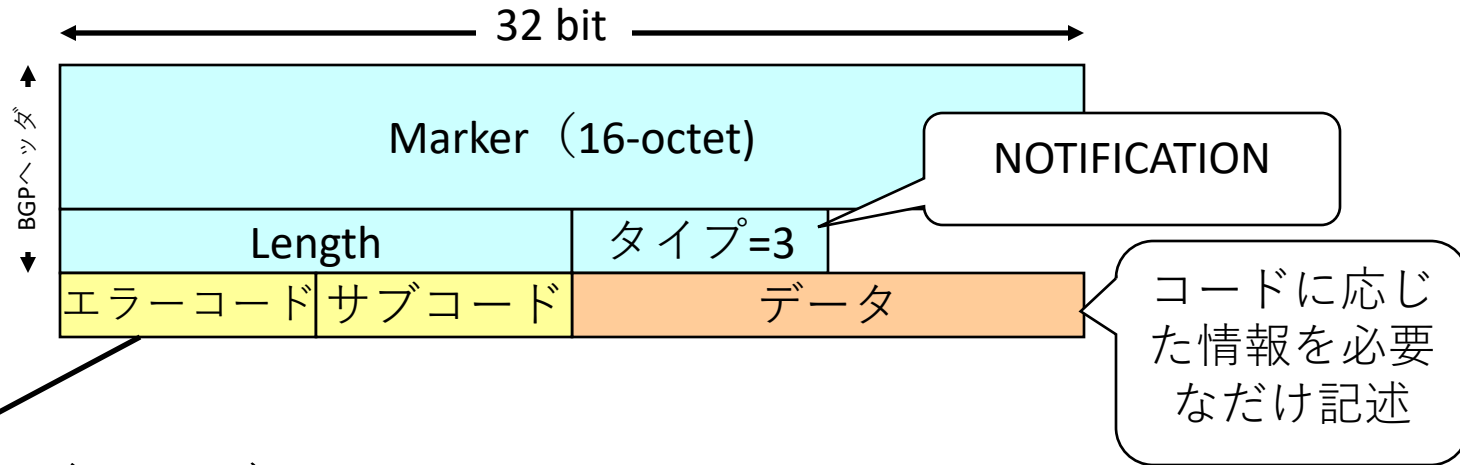 32 bit
BGPヘッダ
Marker（16-octet)
NOTIFICATION
Length
タイプ=3
エラーコード
サブコード
データ
コードに応じ
た情報を必要
なだけ記述